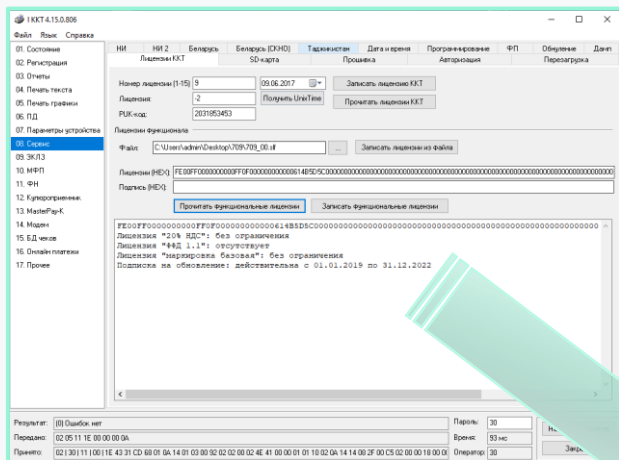 I KKT 4.15.0.806
Файл Язык Справка
01. Состояние
02. Регистрация
03. Отчеты
04. Печать текста
05. Печать графики
06. ПД
07. Параметры устройства
08. Сервис
09. ЭКЛЗ
10. МФП
11. ФН
12. Купюроприемник
13. MasterPay-K
14. Модем
15. БД чеков
16. Онлайн платежи
17. Прочее
НИ НИ 2 Беларусь Беларусь (СКНО) Таджикистан Дата и время Программирование ФП Обнуление Дамп
Лицензии ККТ SD-карта Прошивка Авторизация Перезагрузка
Номер лицензии (1-15) 9 09.06.2017 Записать лицензию ККТ
Лицензия: -2 Получить UnixTime Прочитать лицензии ККТ
PUK-код: 2031853453
Лицензии функционала
Файл: C:\Users\admin\Desktop\709\709_00.slf ... Записать лицензии из файла
Лицензии (HEX):
Подпись (HEX):
Прочитать функциональные лицензии Записать функциональные лицензии
Лицензия "20% НДС": без ограничения
Лицензия "ФФД 1.1": отсутствует
Лицензия "маркировка базовая": без ограничения
Подписка на обновление: действительна с 01.01.2019 по 31.12.2022
Результат: (0) Ошибок нет Пароль: 30
Передано: 02 05 11 1E 00 00 00 0A Время: 93 мс
Принято: Оператор: 30